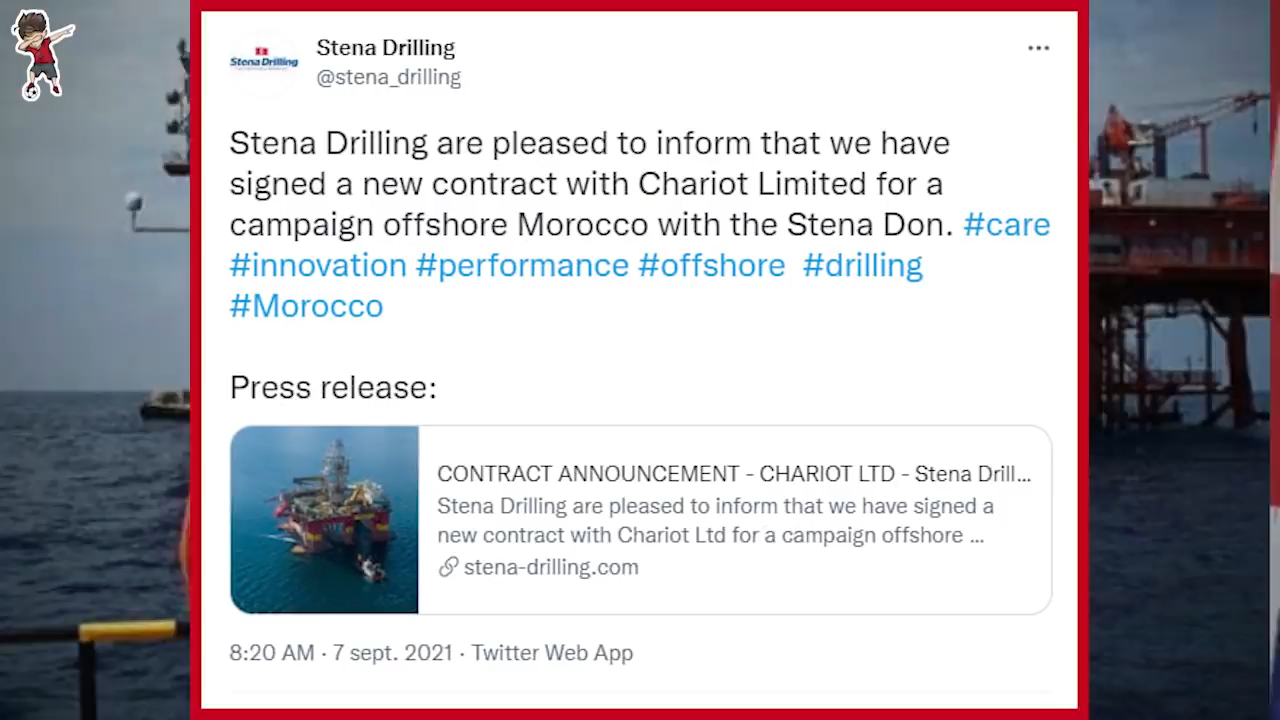 Stena Drilling
Stena Drilling
@stena_drilling
Stena Drilling are pleased to inform that we have
signed a new contract with Chariot Limited for a
campaign offshore Morocco with the Stena Don. #care
#innovation #performance #offshore #drilling
#Morocco
Press release:
CONTRACT ANNOUNCEMENT - CHARIOT LTD - Stena Drill...
Stena Drilling are pleased to inform that we have signed a
new contract with Chariot Ltd for a campaign offshore ...
stena-drilling.com
8:20 AM · 7 sept. 2021 · Twitter Web App